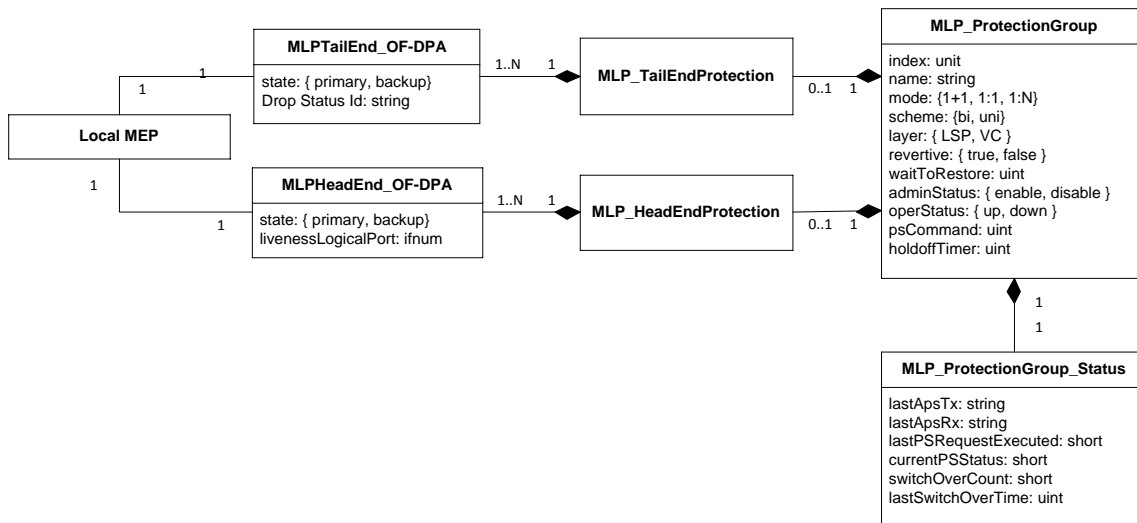 MLP_ProtectionGroup
index: unit
name: string
mode: {1+1, 1:1, 1:N}
scheme: {bi, uni}
layer: { LSP, VC }
revertive: { true, false }
waitToRestore: uint
adminStatus: { enable, disable }
operStatus: { up, down }
psCommand: uint
holdoffTimer: uint
MLPTailEnd_OF-DPA
state: { primary, backup}
Drop Status Id: string
1..N
1
MLP_TailEndProtection
0..1
1
1
1
Local MEP
1
1
MLPHeadEnd_OF-DPA
state: { primary, backup}
livenessLogicalPort: ifnum
1..N
1
MLP_HeadEndProtection
0..1
1
1
1
MLP_ProtectionGroup_Status
lastApsTx: string
lastApsRx: string
lastPSRequestExecuted: short
currentPSStatus: short
switchOverCount: short
lastSwitchOverTime: uint